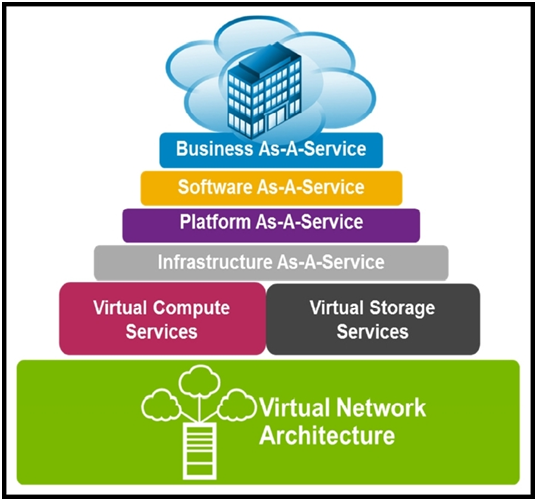 Business As-A-Service
Software As-A-Service
Platform As-A-Service
Infrastructure As-A-Service
Virtual Compute
Services
Virtual Storage
Services
Virtual Network
Architecture